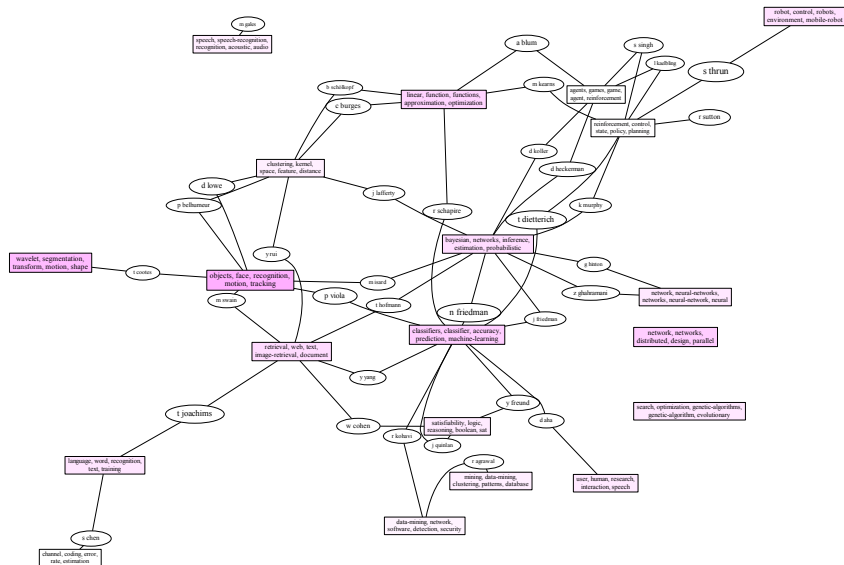 m gales
speech, speech-recognition,
recognition, acoustic, audio
robot, control, robots,
environment, mobile-robot
a blum
s singh
l kaelbling
s thrun
b schölkopf
c burges
linear, function, functions,
approximation, optimization
m kearns
agents, games, game,
agent, reinforcement
r sutton
reinforcement, control,
state, policy, planning
d koller
clustering, kernel,
space, feature, distance
d heckerman
d lowe
j lafferty
p belhumeur
r schapire
t dietterich
k murphy
bayesian, networks, inference,
estimation, probabilistic
y rui
wavelet, segmentation,
transform, motion, shape
t cootes
objects, face, recognition,
motion, tracking
m isard
g hinton
m swain
p viola
t hofmann
z ghahramani
network, neural-networks,
networks, neural-network, neural
n friedman
j friedman
classifiers, classifier, accuracy,
prediction, machine-learning
network, networks,
distributed, design, parallel
retrieval, web, text,
image-retrieval, document
y yang
t joachims
y freund
search, optimization, genetic-algorithms,
genetic-algorithm, evolutionary
w cohen
satisfiability, logic,
reasoning, boolean, sat
d aha
r kohavi
j quinlan
language, word, recognition,
text, training
r agrawal
mining, data-mining,
clustering, patterns, database
user, human, research,
interaction, speech
data-mining, network,
software, detection, security
s chen
channel, coding, error,
rate, estimation